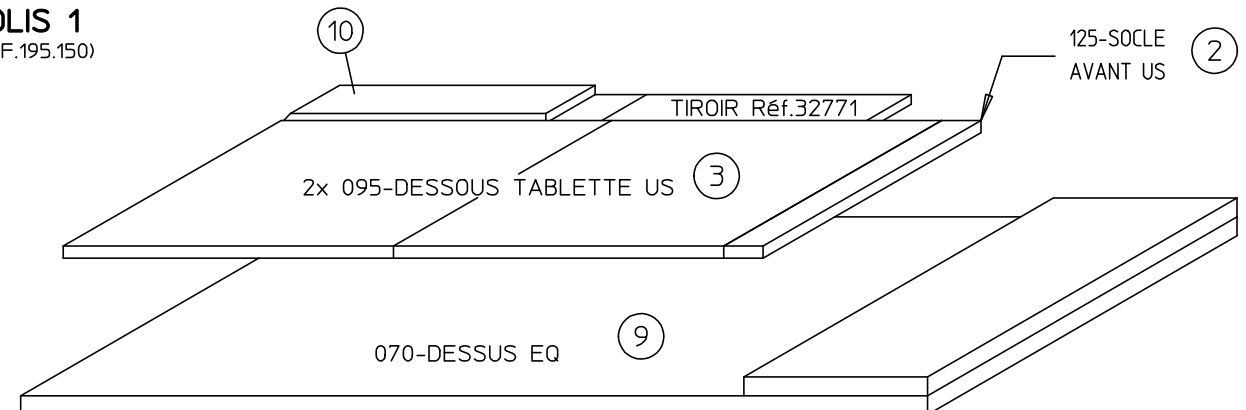 OLIS 1
F.195.150)
10
125-SOCLE
AVANT US
2
TIROIR Réf.32771
2x 095-DESSOUS TABLETTE US
3
070-DESSUS EQ
9